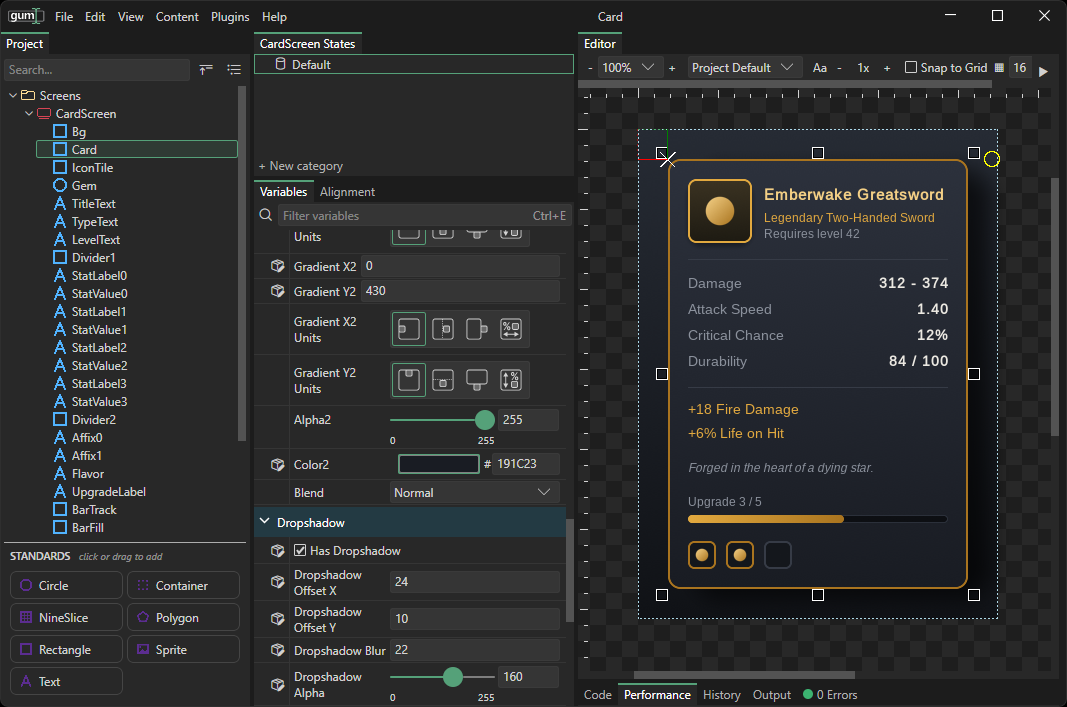 gum File Edit View Content Plugins Help Card
Project
Search...
Screens
CardScreen
Bg
Card
IconTile
Gem
TitleText
TypeText
LevelText
Divider1
StatLabel0
StatValue0
StatLabel1
StatValue1
StatLabel2
StatValue2
StatLabel3
StatValue3
Divider2
Affix0
Affix1
Flavor
UpgradeLabel
BarTrack
BarFill
STANDARDS click or drag to add
Circle Container
NineSlice Polygon
Rectangle Sprite
Text
CardScreen States
Default
+ New category
Variables Alignment
Filter variables Ctrl+E
Units
Gradient X2 0
Gradient Y2 430
Gradient X2
Units
Gradient Y2
Units
Alpha2 255
0 255
Color2 # 191C23
Blend Normal
Dropshadow
Has Dropshadow
Dropshadow
Offset X 24
Dropshadow
Offset Y 10
Dropshadow Blur 22
Dropshadow
Alpha 160
0 255
Editor
- 100% + Project Default Aa - 1x + Snap to Grid 16
Emberwake Greatsword
Legendary Two-Handed Sword
Requires level 42
Damage 312 - 374
Attack Speed 1.40
Critical Chance 12%
Durability 84 / 100
+18 Fire Damage
+6% Life on Hit
Forged in the heart of a dying star.
Upgrade 3 / 5
Code Performance History Output 0 Errors